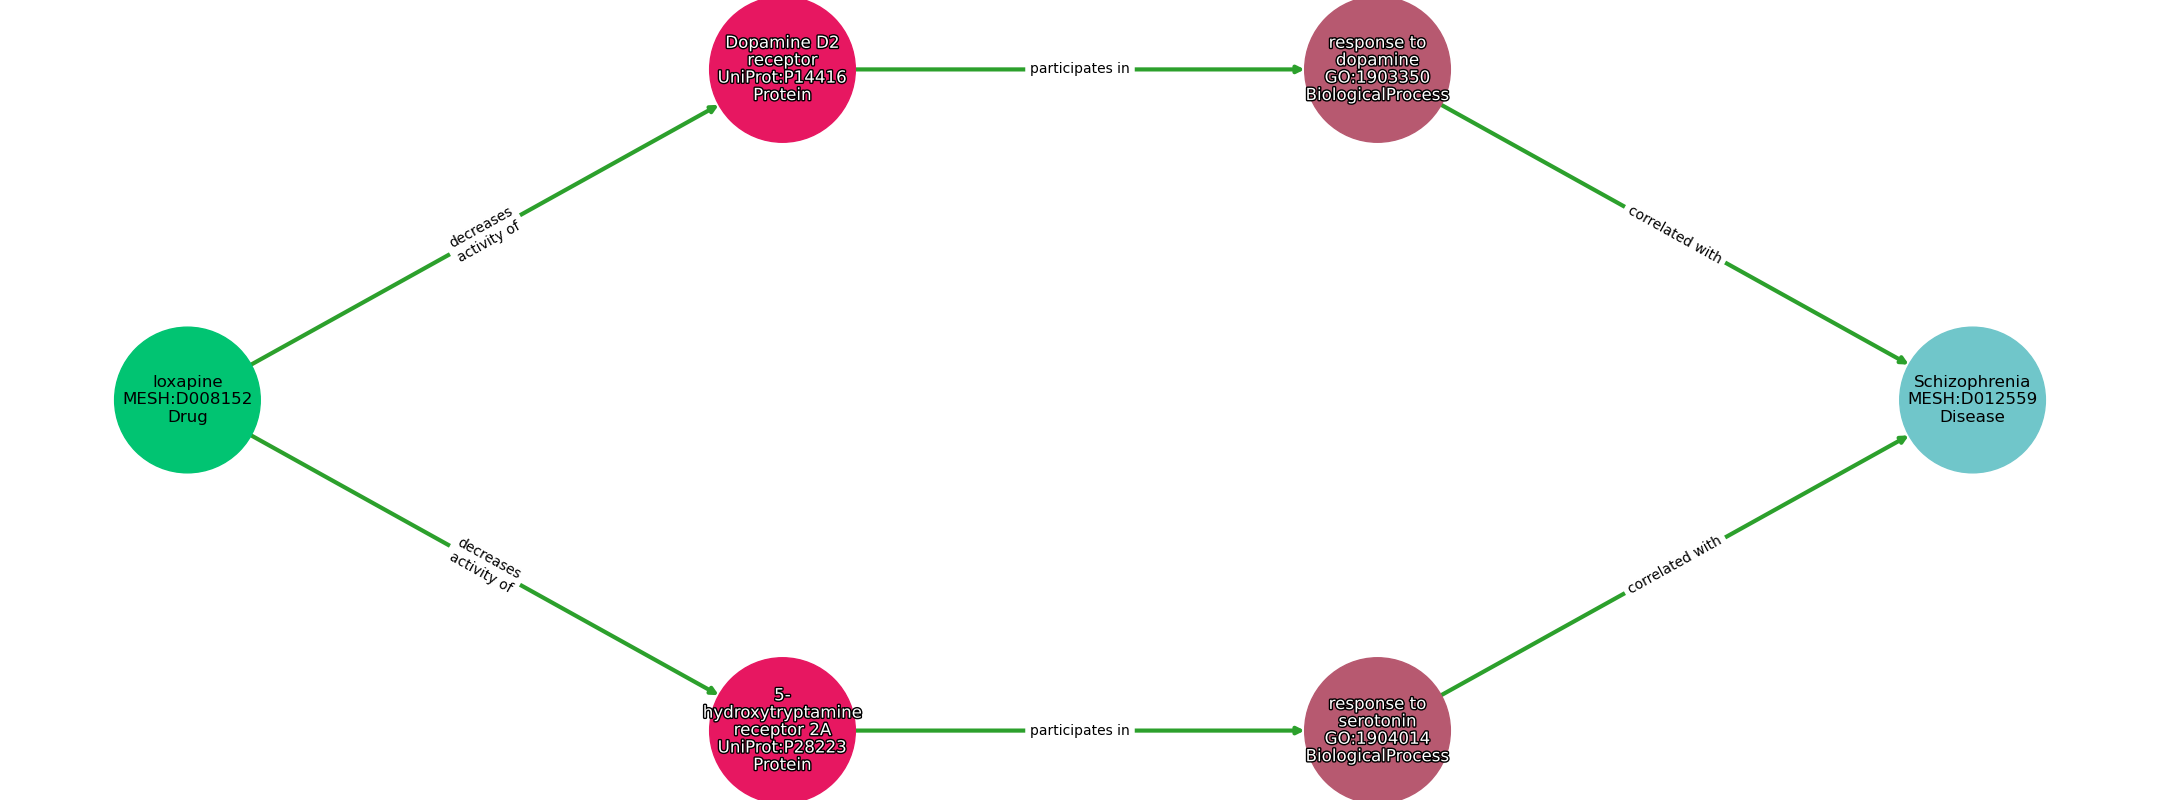 Dopamine D2
receptor
UniProt:P14416
Protein
participates in
response to
dopamine
GO:1903350
BiologicalProcess
decreases
activity of
correlated with
loxapine
MESH:D008152
Drug
Schizophrenia
MESH:D012559
Disease
decreases
activity of
correlated with
5-
hydroxytryptamine
receptor 2A
UniProt:P28223
Protein
participates in
response to
serotonin
GO:1904014
BiologicalProcess